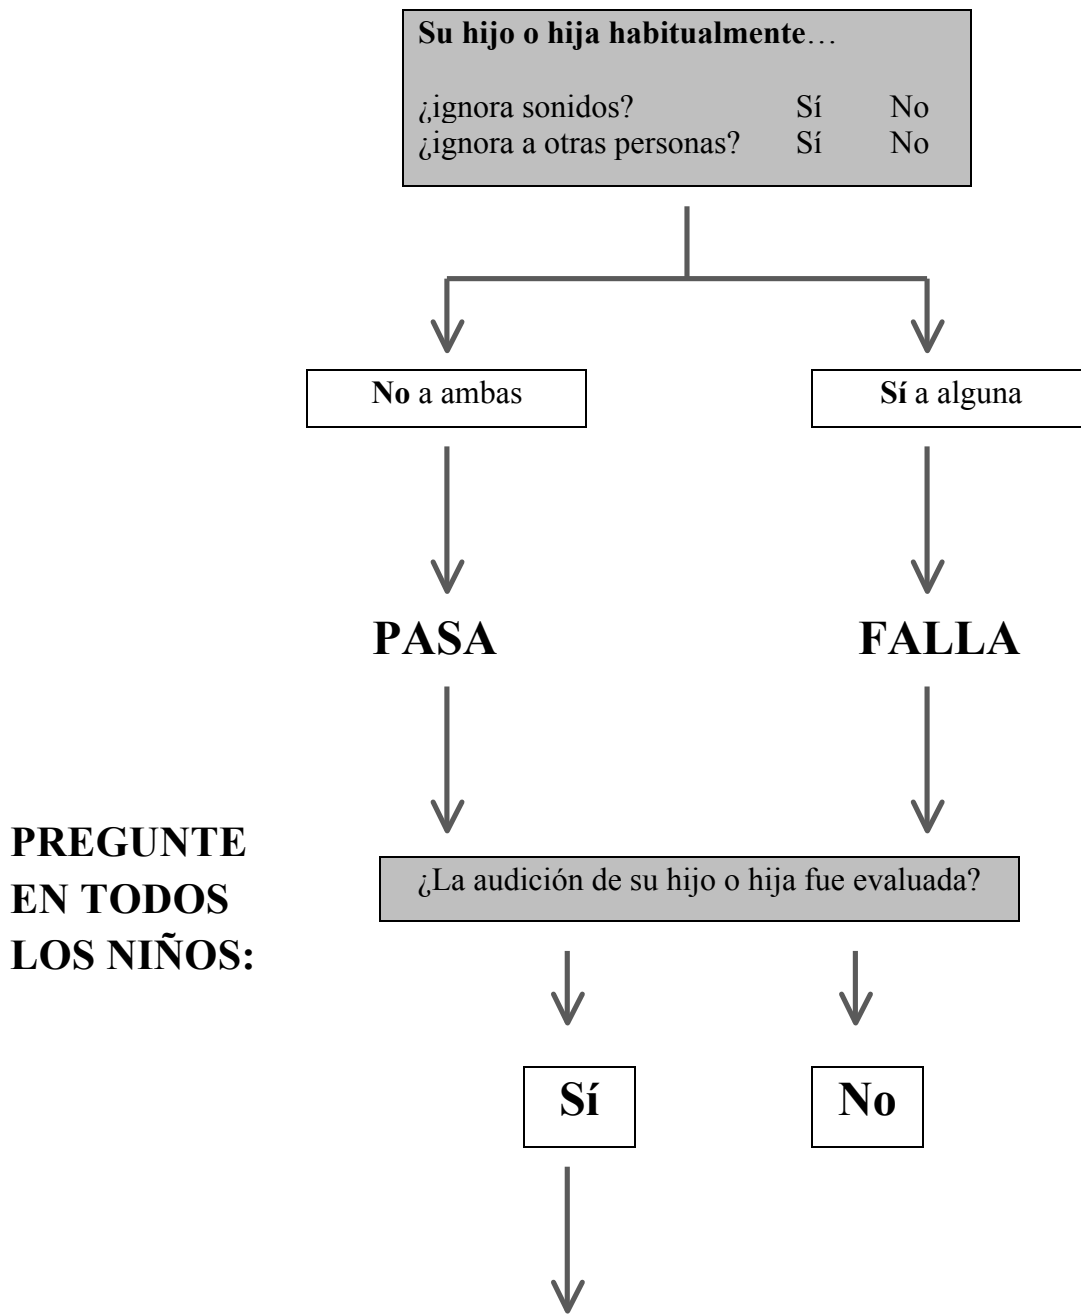 Su hijo o hija habitualmente…
¿ignora sonidos? Sí No
¿ignora a otras personas? Sí No
No a ambas
Sí a alguna
PASA
FALLA
PREGUNTE
EN TODOS
LOS NIÑOS:
¿La audición de su hijo o hija fue evaluada?
Sí
No